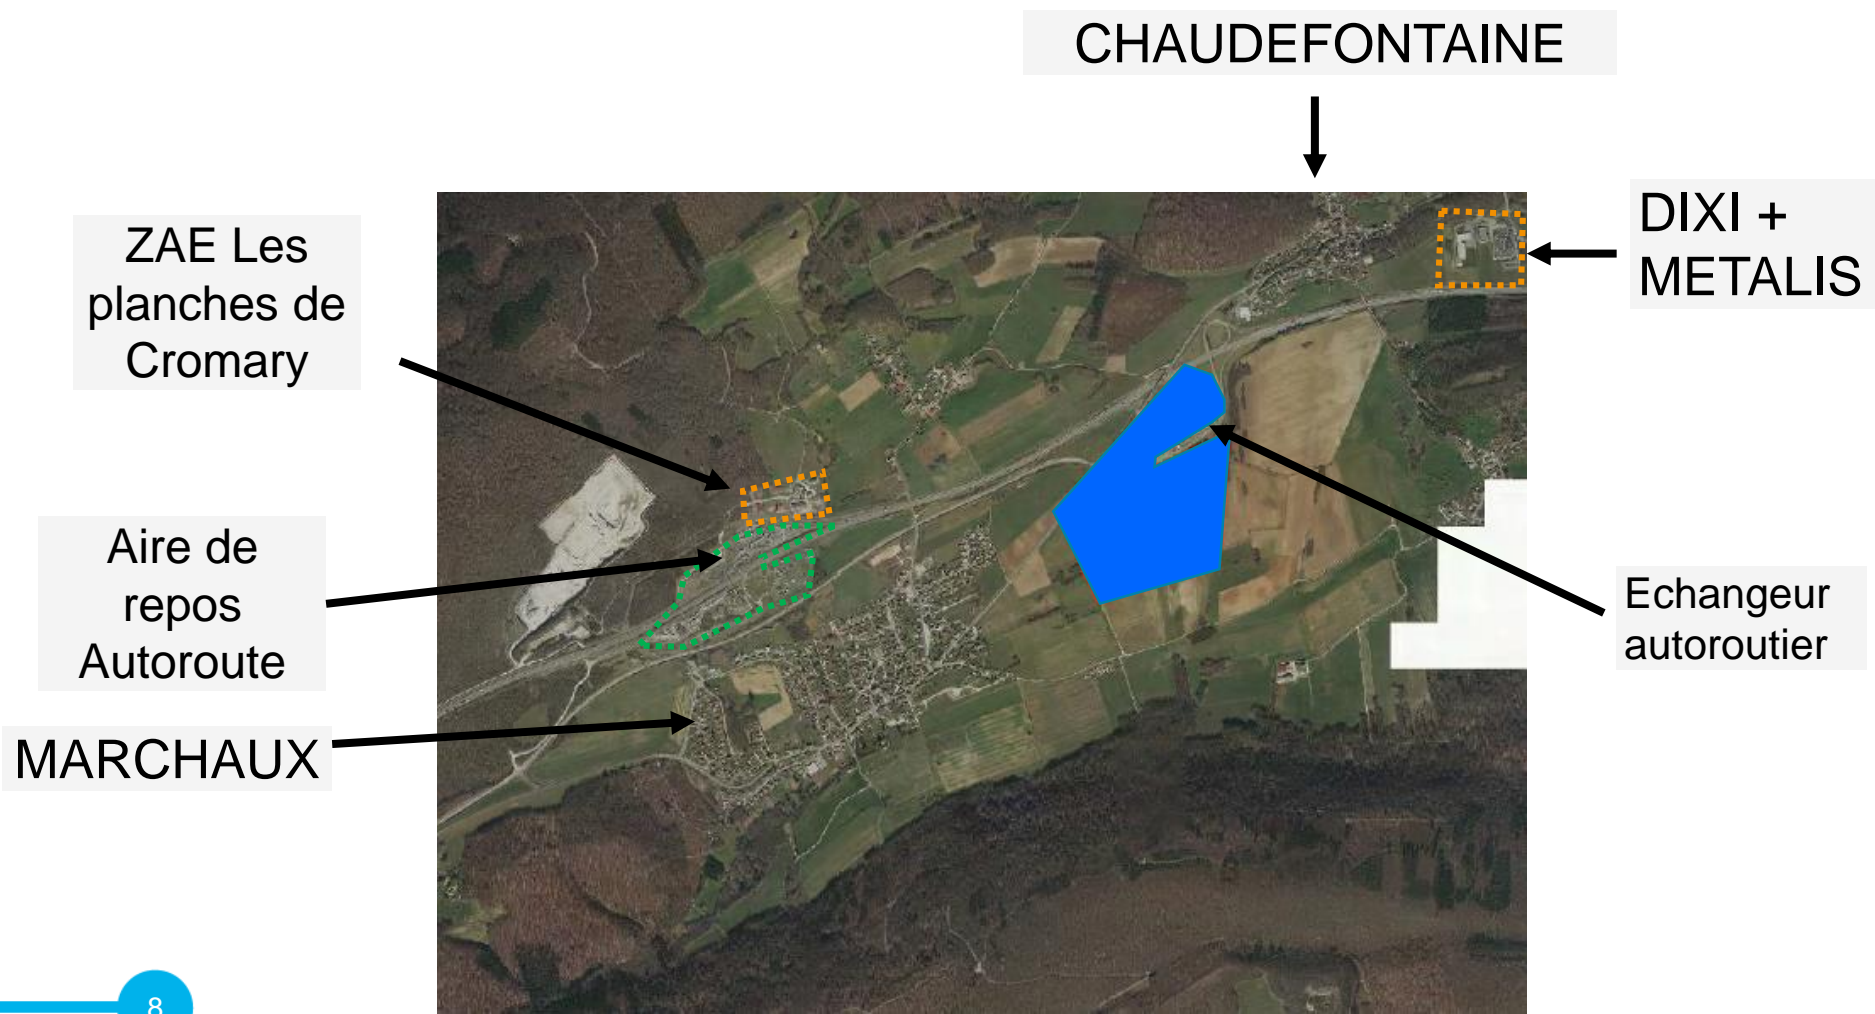 CHAUDEFONTAINE
DIXI +
METALIS
ZAE Les
planches de
Cromary
Aire de
repos
Autoroute
Echangeur
autoroutier
MARCHAUX
8